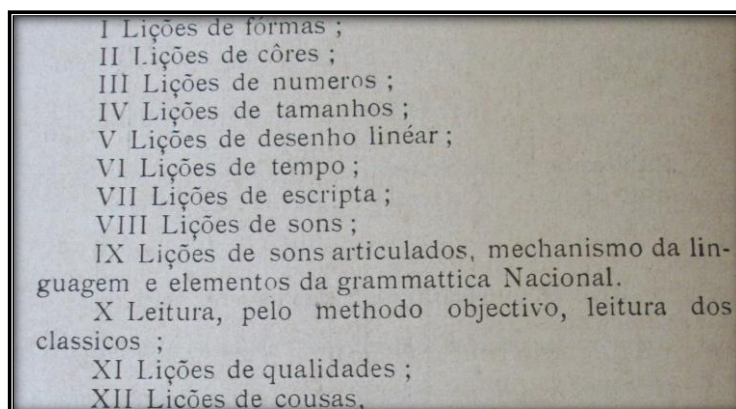 I Lições de fórmas ;
II Lições de côres ;
III Lições de numeros ;
IV Lições de tamanhos ;
V Lições de desenho linéar ;
VI Lições de tempo ;
VII Lições de escripta ;
VIII Lições de sons ;
IX Lições de sons articulados, mechanismo da lin-
guagem e elementos da grammattica Nacional.
X Leitura, pelo methodo objectivo, leitura dos
classicos ;
XI Lições de qualidades ;
XII Lições de cousas,